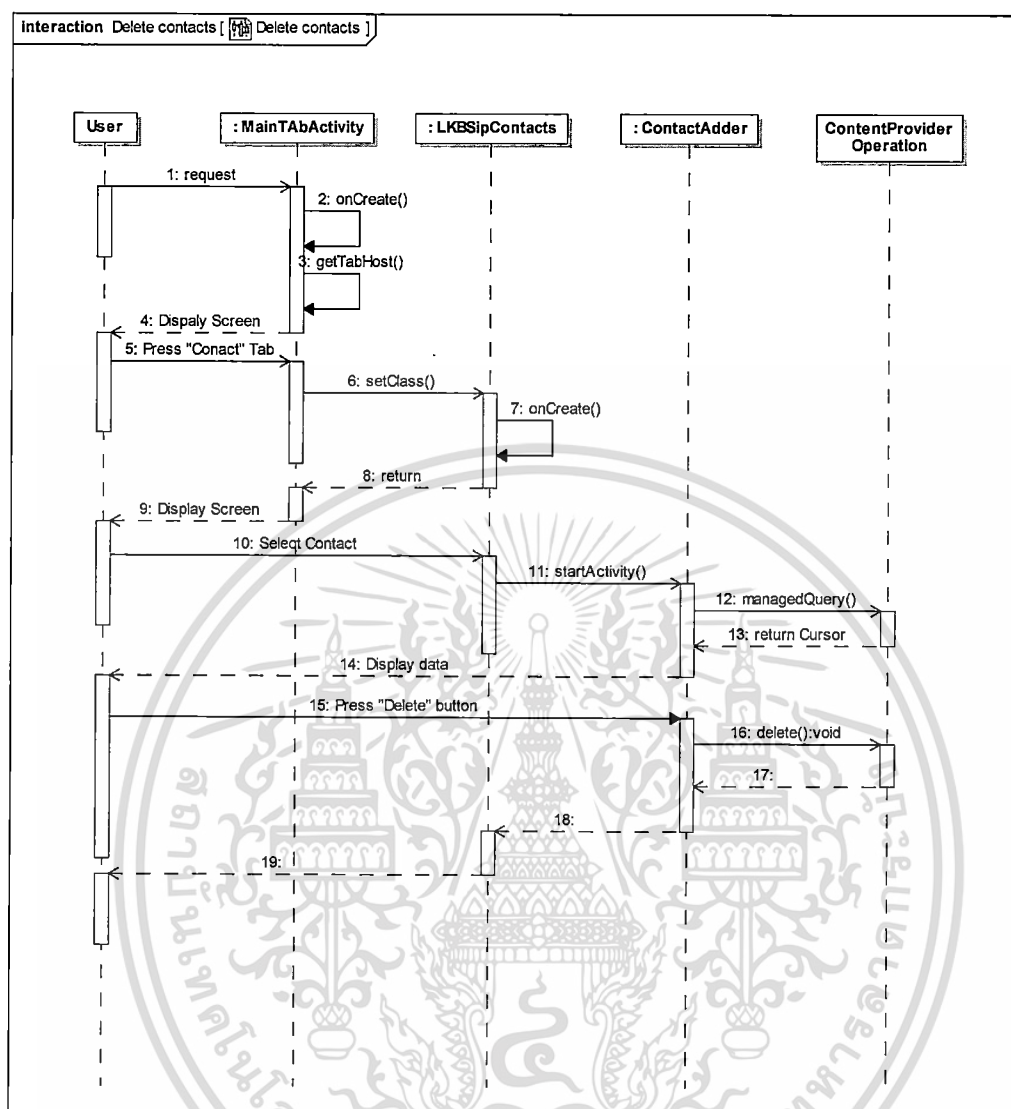 interaction Delete contacts [ Delete contacts ]
User
: MainTAbActivity
: LKBSipContacts
: ContactAdder
ContentProvider
Operation
1: request
2: onCreate()
3: getTabHost()
4: Dispaly Screen
5: Press "Conact" Tab
6: setClass()
7: onCreate()
8: return
9: Display Screen
10: Select Contact
11: startActivity()
12: managedQuery()
13: return Cursor
14: Display data
15: Press "Delete" button
16: delete():void
17:
18:
19: